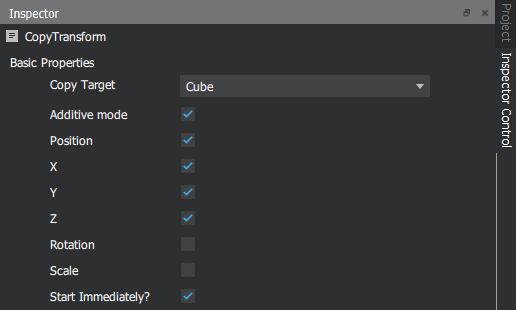 Inspector
CopyTransform
Basic Properties
Copy Target Cube
Additive mode
Position
X
Y
Z
Rotation
Scale
Start Immediately?
Project
Inspector Control